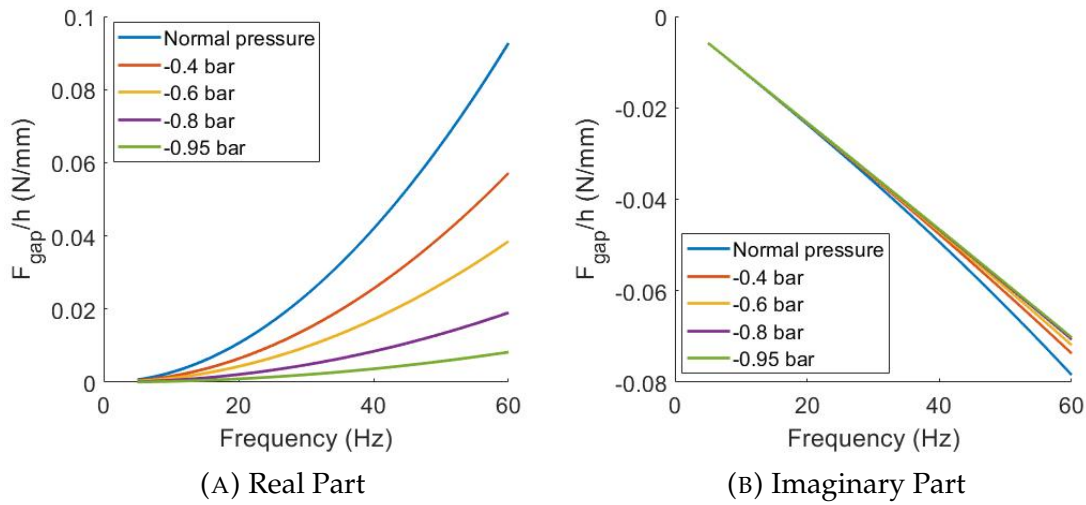 0.1
0.08
0.06
0.04
0.02
0
F_gap/h (N/mm)
Normal pressure
-0.4 bar
-0.6 bar
-0.8 bar
-0.95 bar
0 20 40 60
Frequency (Hz)
(A) Real Part
0
-0.02
-0.04
-0.06
-0.08
F_gap/h (N/mm)
Normal pressure
-0.4 bar
-0.6 bar
-0.8 bar
-0.95 bar
0 20 40 60
Frequency (Hz)
(B) Imaginary Part